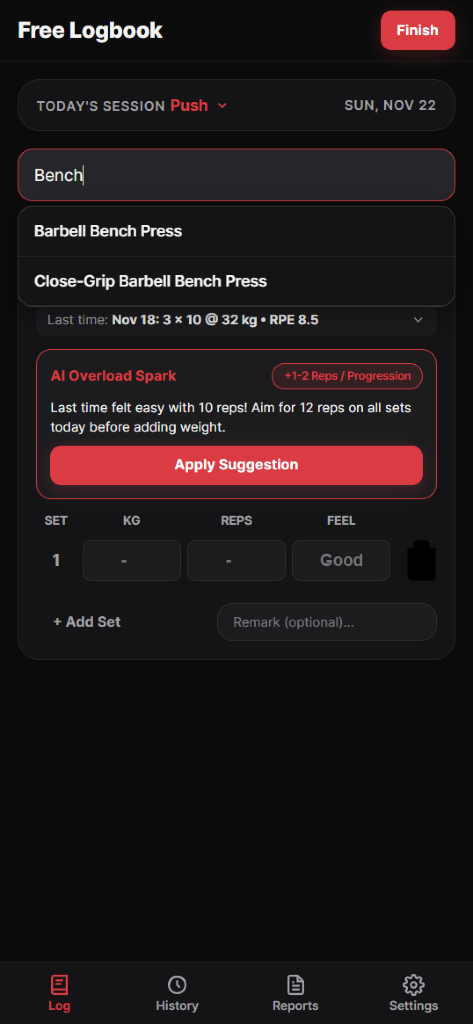 Free Logbook
Finish
TODAY'S SESSION Push
SUN, NOV 22
Bench
Barbell Bench Press
Close-Grip Barbell Bench Press
Last time: Nov 18: 3 × 10 @ 32 kg • RPE 8.5
AI Overload Spark
+1-2 Reps / Progression
Last time felt easy with 10 reps! Aim for 12 reps on all sets
today before adding weight.
Apply Suggestion
SET KG REPS FEEL
1 - - Good
+ Add Set
Remark (optional)...
Log History Reports Settings